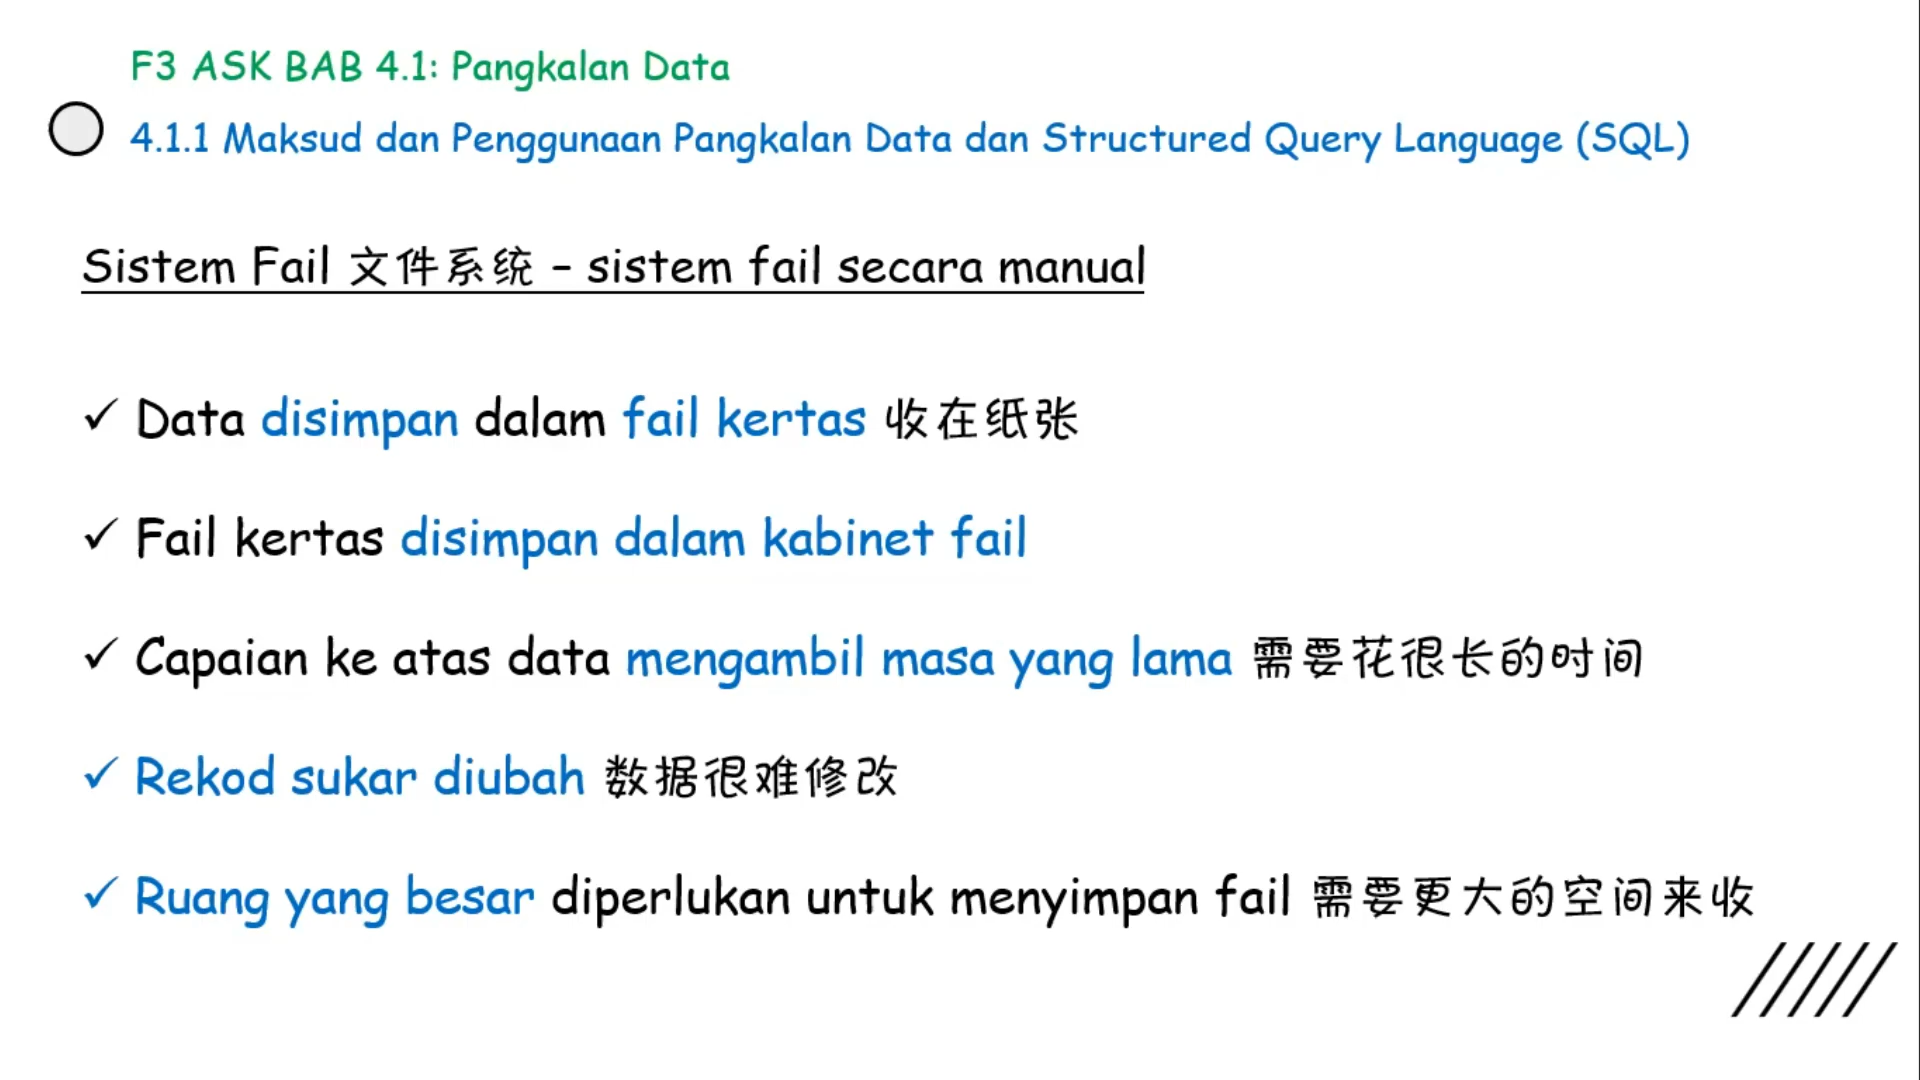 F3 ASK BAB 4.1: Pangkalan Data
4.1.1 Maksud dan Penggunaan Pangkalan Data dan Structured Query Language (SQL)
Sistem Fail 文件系统 – sistem fail secara manual
✓ Data disimpan dalam fail kertas 收在纸张
✓ Fail kertas disimpan dalam kabinet fail
✓ Capaian ke atas data mengambil masa yang lama 需要花很长的时间
✓ Rekod sukar diubah 数据很难修改
✓ Ruang yang besar diperlukan untuk menyimpan fail 需要更大的空间来收